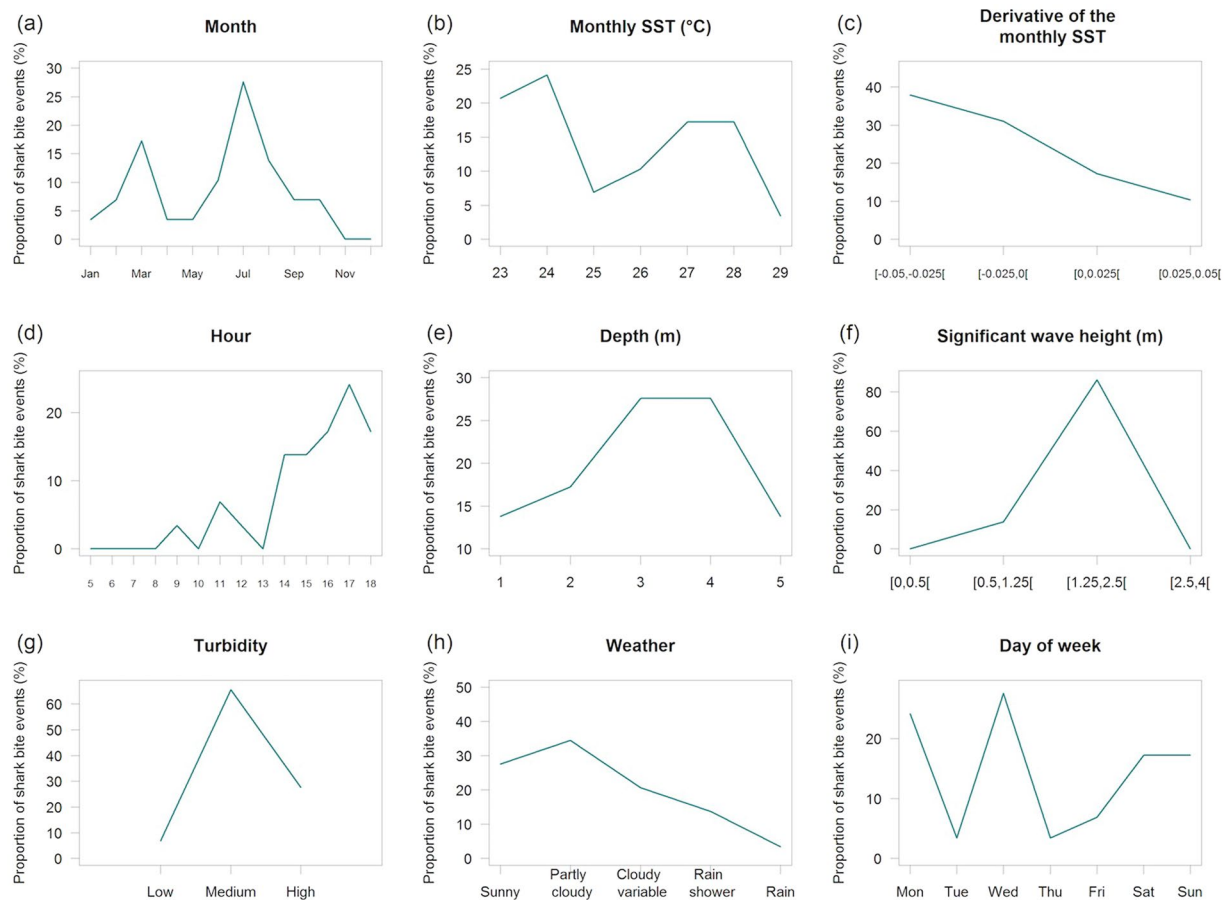 (a)
Month
Proportion of shark bite events (%)
30
25
20
15
10
5
0
Jan Mar May Jul Sep Nov
(b)
Monthly SST (°C)
Proportion of shark bite events (%)
25
20
15
10
5
0
23 24 25 26 27 28 29
(c)
Derivative of the
monthly SST
Proportion of shark bite events (%)
40
30
20
10
0
[-0.05,-0.025[ [-0.025,0[ [0,0.025[ [0.025,0.05[
(d)
Hour
Proportion of shark bite events (%)
20
10
0
5 6 7 8 9 10 11 12 13 14 15 16 17 18
(e)
Depth (m)
Proportion of shark bite events (%)
30
25
20
15
10
1 2 3 4 5
(f)
Significant wave height (m)
Proportion of shark bite events (%)
80
60
40
20
0
[0,0.5[ [0.5,1.25[ [1.25,2.5[ [2.5,4[
(g)
Turbidity
Proportion of shark bite events (%)
60
50
40
30
20
10
0
Low Medium High
(h)
Weather
Proportion of shark bite events (%)
50
40
30
20
10
0
Sunny
Partly
cloudy
Cloudy
variable
Rain
shower
Rain
(i)
Day of week
Proportion of shark bite events (%)
20
10
0
Mon Tue Wed Thu Fri Sat Sun